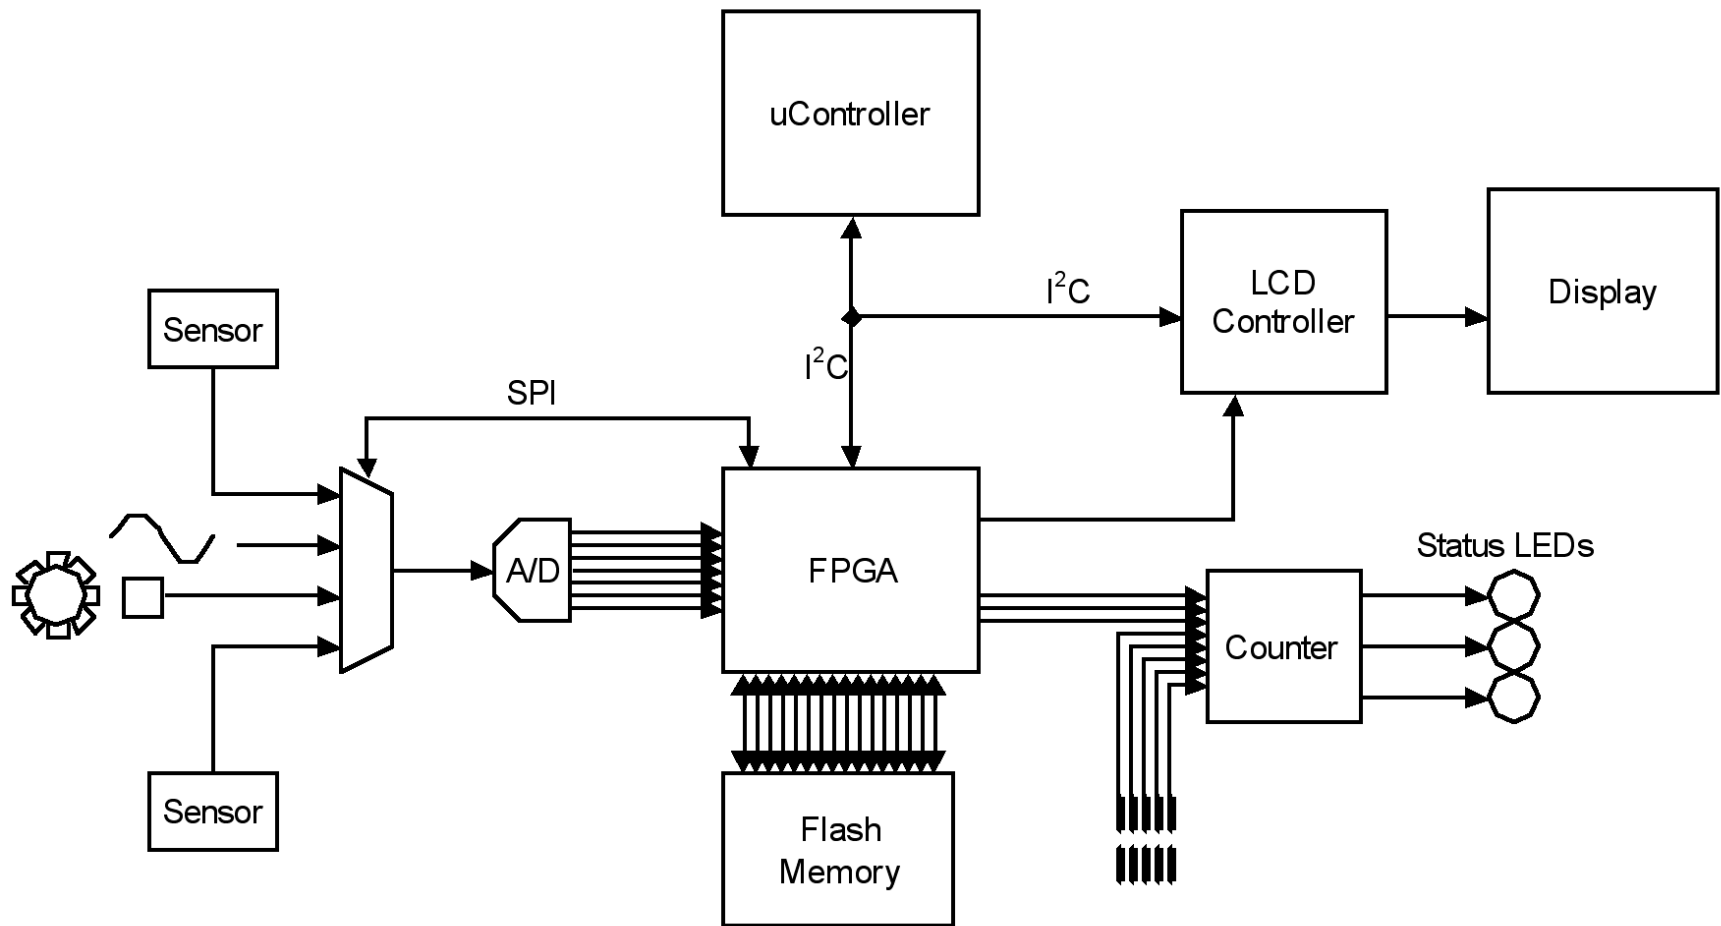 uController
I²C
LCD
Controller
Display
Sensor
I²C
SPI
A/D
FPGA
Status LEDs
Counter
Sensor
Flash
Memory